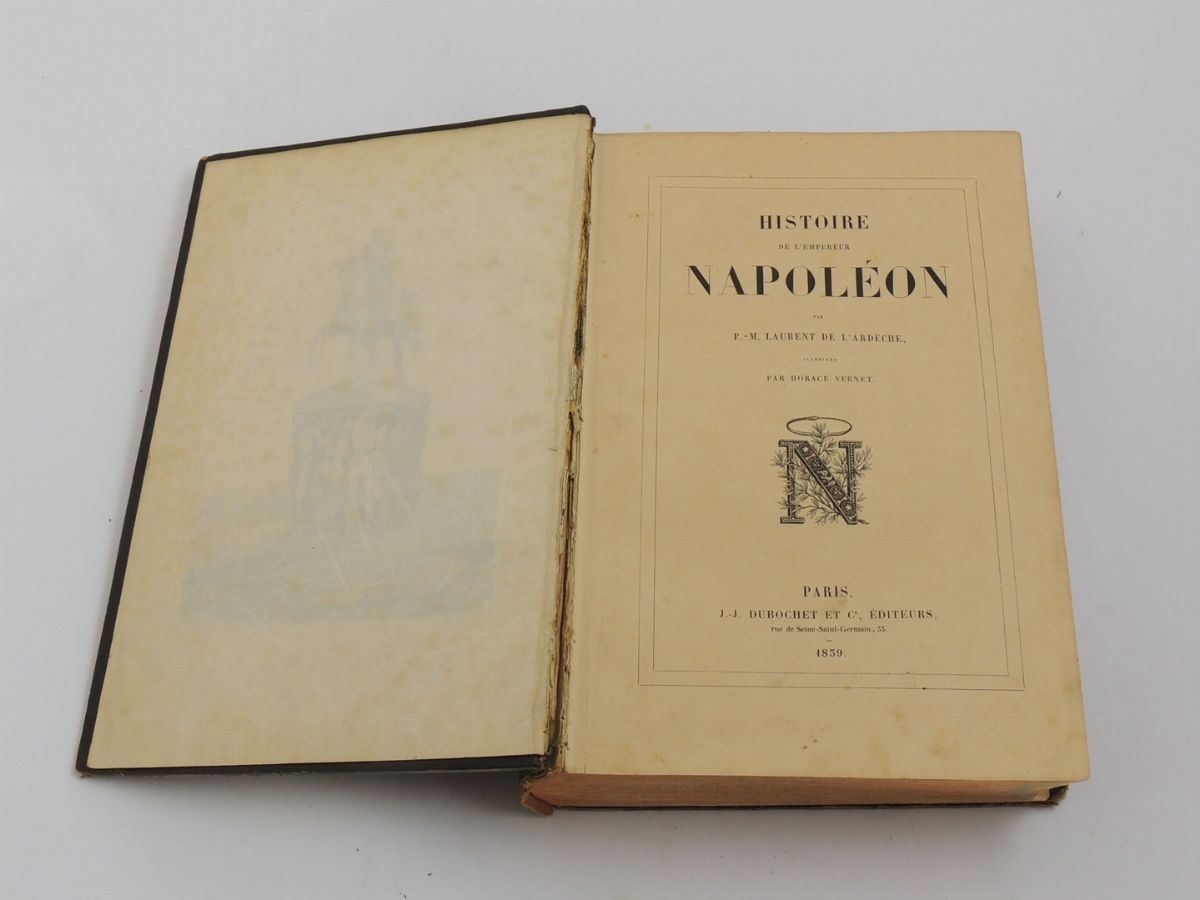 HISTOIRE
DE L'EMPEREUR
NAPOLÉON
PAR
P.-M. LAURENT DE L'ARDECHE,
ILLUSTRÉE
PAR HORACE VERNET.
N
PARIS.
J.-J. DUBOCHET ET Cᵉ, ÉDITEURS,
rue de Seine-Saint-Germain, 33.
1839.